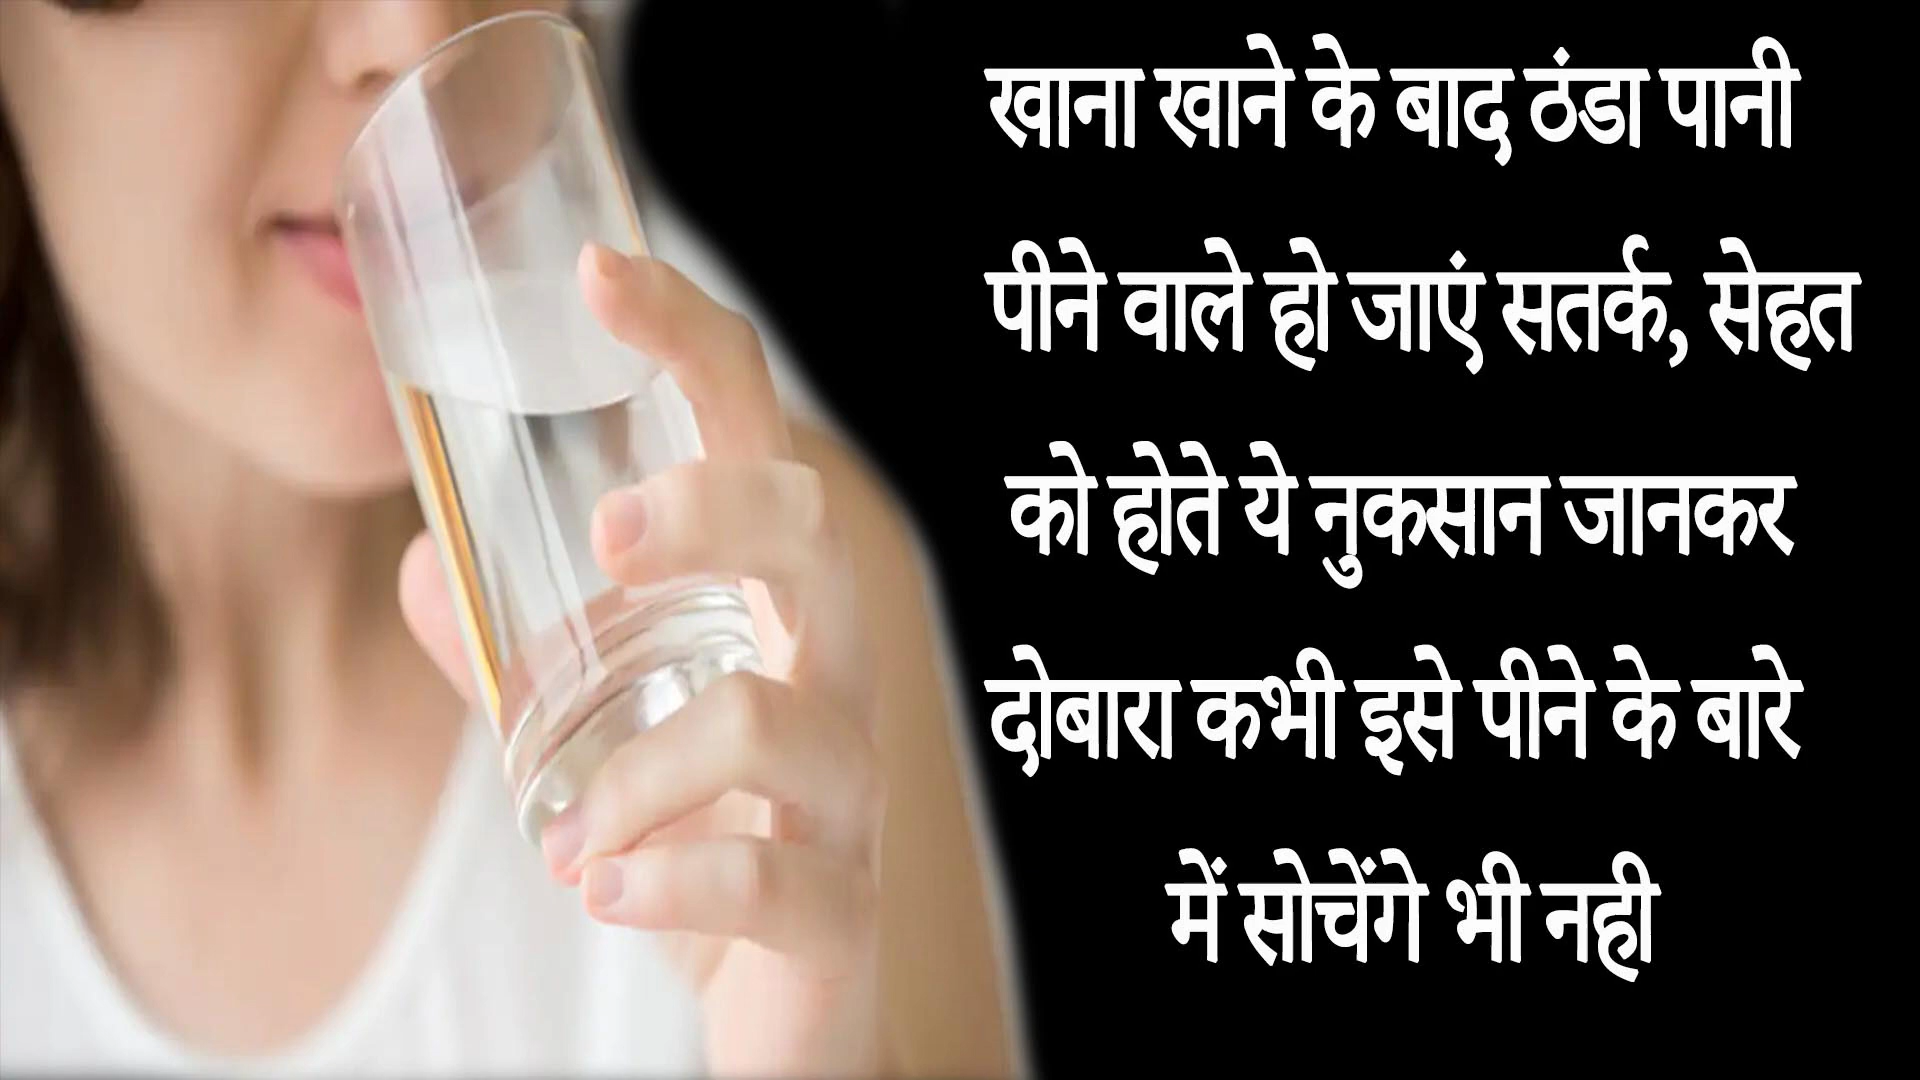 खाना खाने के बाद ठंडा पानी
पीने वाले हो जाएं सतर्क, सेहत
को होते ये नुकसान जानकर
दोबारा कभी इसे पीने के बारे
में सोचेंगे भी नही